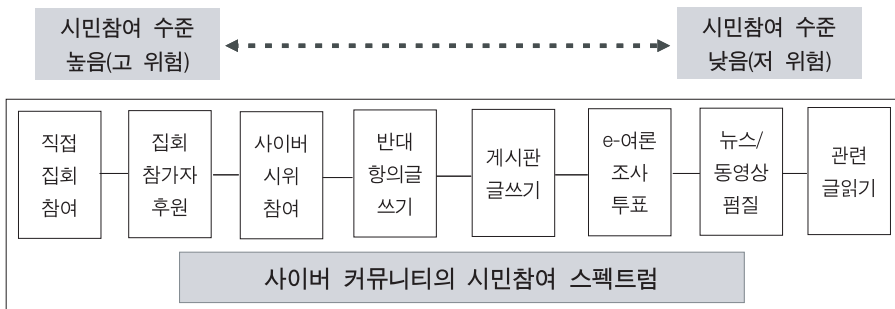 시민참여 수준
높음(고 위험)
시민참여 수준
낮음(저 위험)
직접
집회
참여
집회
참가자
후원
사이버
시위
참여
반대
항의글
쓰기
게시판
글쓰기
e-여론
조사
투표
뉴스/
동영상
펌질
관련
글읽기
사이버 커뮤니티의 시민참여 스펙트럼